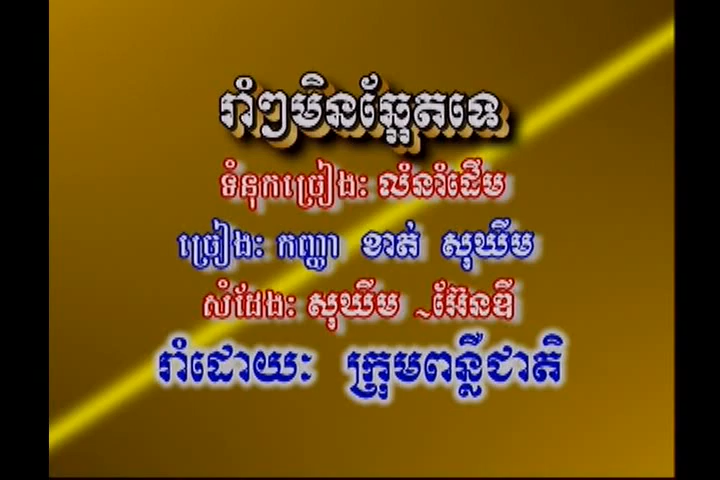 រាំៗមិនឆ្អែតទេ
ទំនុកច្រៀង: លំនាំដើម
ច្រៀង: កញ្ញា ខាត់ សុឃីម
សំដែង: សុឃីម ~អ៊ែនឌី
រាំដោយ: ក្រុមពន្លឺជាតិ